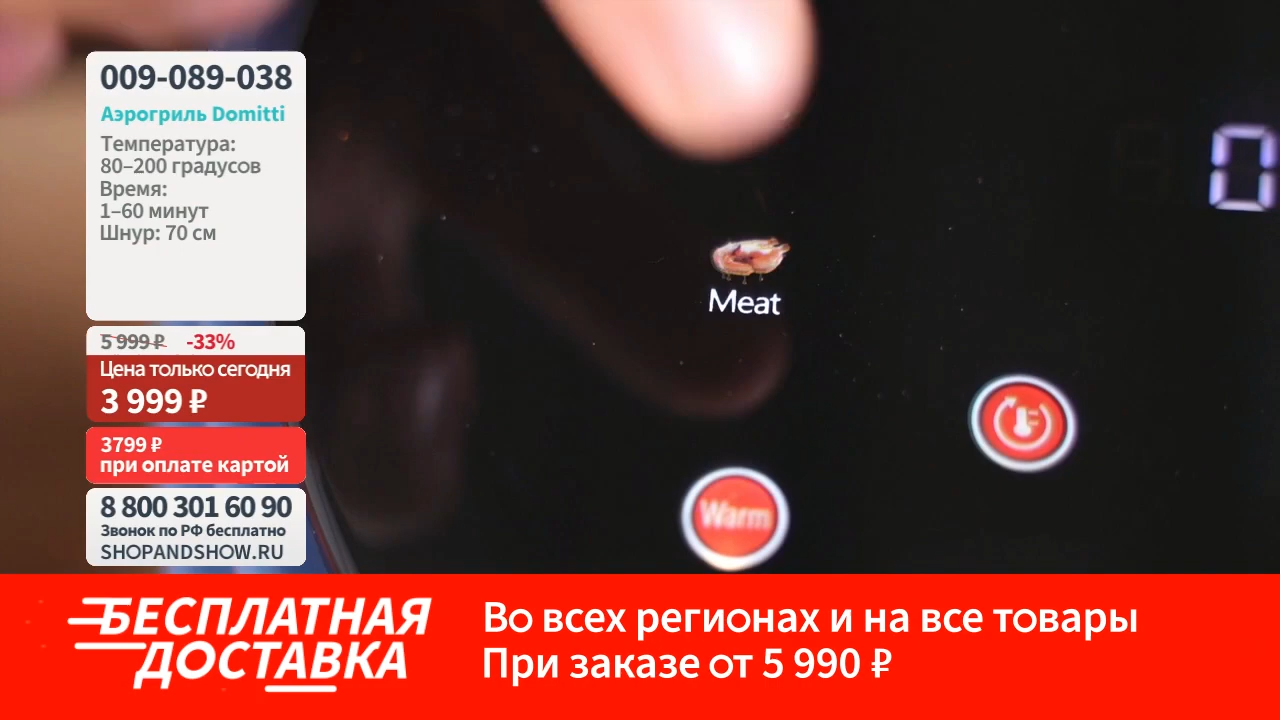 009-089-038
Аэрогриль Domitti
Температура:
80–200 градусов
Время:
1–60 минут
Шнур: 70 см
5 999 ₽ -33%
Цена только сегодня
3 999 ₽
3799 ₽
при оплате картой
8 800 301 60 90
Звонок по РФ бесплатно
SHOPANDSHOW.RU
Meat
Warm
0
БЕСПЛАТНАЯ
ДОСТАВКА
Во всех регионах и на все товары
При заказе от 5 990 ₽